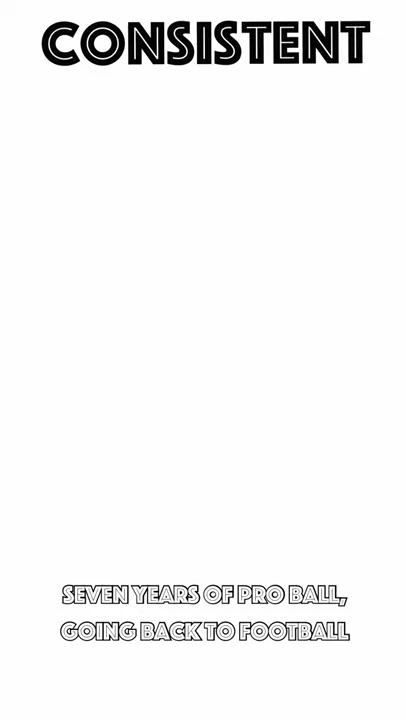 CONSISTENT
SEVEN YEARS OF PRO BALL,
GOING BACK TO FOOTBALL